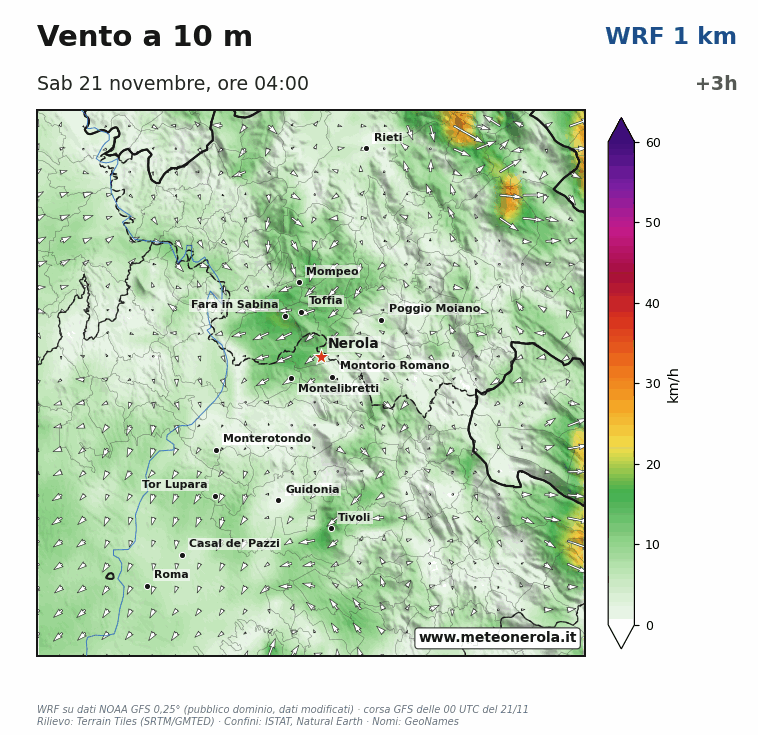 Vento a 10 m
WRF 1 km
Sab 21 novembre, ore 04:00
+3h
Rieti
Mompeo
Fara in Sabina
Toffia
Poggio Moiano
Nerola
Montorio Romano
Montelibretti
Monterotondo
Tor Lupara
Guidonia
Tivoli
Casal de' Pazzi
Roma
www.meteonerola.it
60
50
40
30
20
10
0
km/h
WRF su dati NOAA GFS 0,25° (pubblico dominio, dati modificati) · corsa GFS delle 00 UTC del 21/11
Rilievo: Terrain Tiles (SRTM/GMTED) · Confini: ISTAT, Natural Earth · Nomi: GeoNames